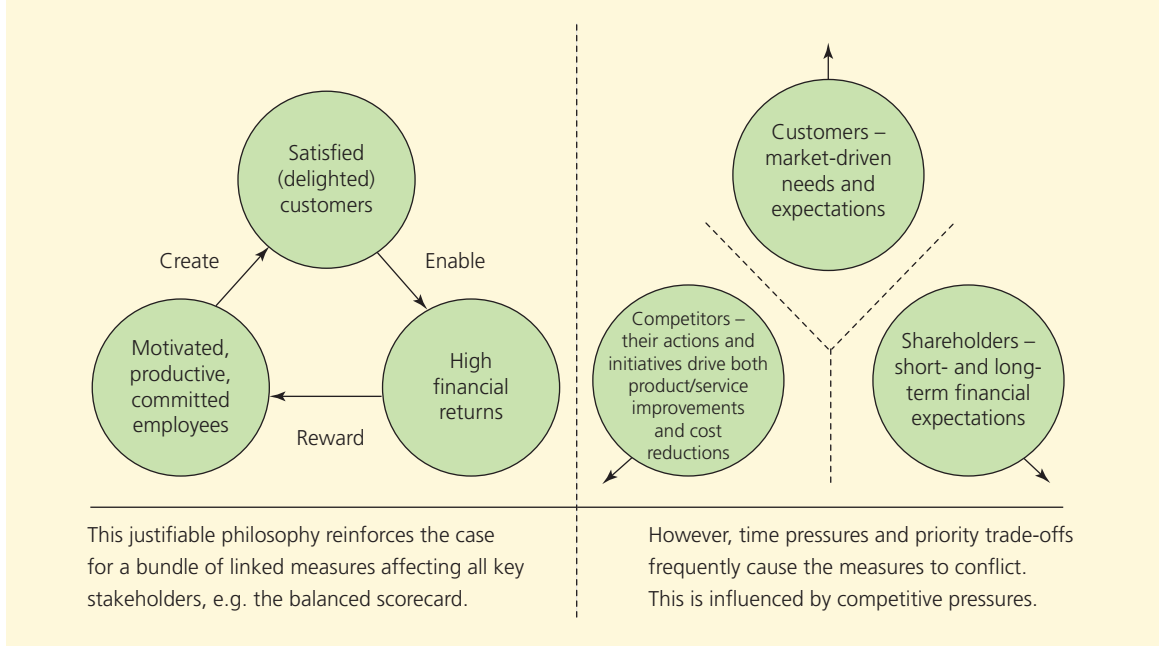 Satisfied
(delighted)
customers
Create
Enable
Motivated,
productive,
committed
employees
High
financial
returns
Reward
This justifiable philosophy reinforces the case
for a bundle of linked measures affecting all key
stakeholders, e.g. the balanced scorecard.
Customers –
market-driven
needs and
expectations
Competitors –
their actions and
initiatives drive both
product/service
improvements
and cost
reductions
Shareholders –
short- and long-
term financial
expectations
However, time pressures and priority trade-offs
frequently cause the measures to conflict.
This is influenced by competitive pressures.